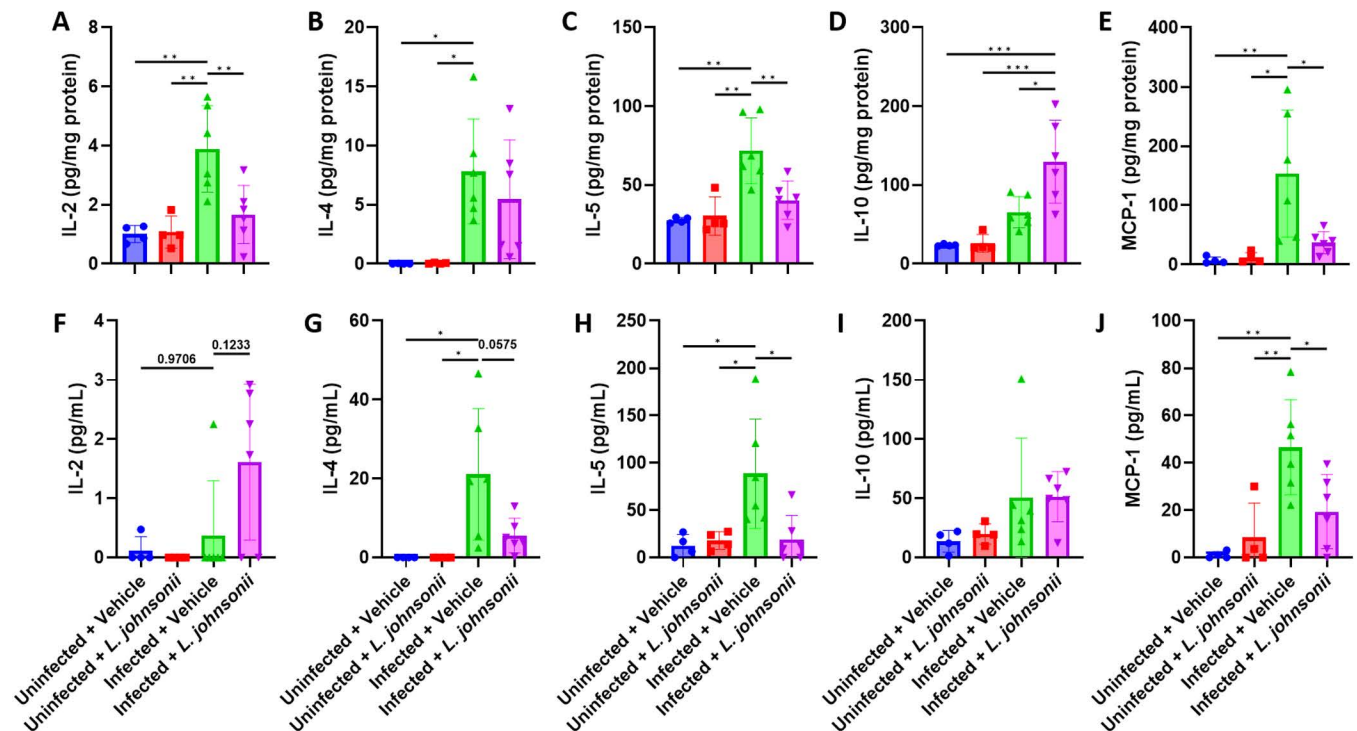 A
IL-2 (pg/mg protein)
8
6
4
2
0
**
**
**
B
IL-4 (pg/mg protein)
20
15
10
5
0
*
*
C
IL-5 (pg/mg protein)
150
100
50
0
**
**
**
D
IL-10 (pg/mg protein)
300
200
100
0
***
***
*
E
MCP-1 (pg/mg protein)
400
300
200
100
0
**
*
*
F
IL-2 (pg/mL)
4
3
2
1
0
0.9706
0.1233
G
IL-4 (pg/mL)
60
40
20
0
*
*
0.0575
H
IL-5 (pg/mL)
250
200
150
100
50
0
*
*
*
I
IL-10 (pg/mL)
200
150
100
50
0
J
MCP-1 (pg/mL)
100
80
60
40
20
0
**
**
*
Uninfected + Vehicle
Uninfected + L. johnsonii
Infected + Vehicle
Infected + L. johnsonii
Uninfected + Vehicle
Uninfected + L. johnsonii
Infected + Vehicle
Infected + L. johnsonii
Uninfected + Vehicle
Uninfected + L. johnsonii
Infected + Vehicle
Infected + L. johnsonii
Uninfected + Vehicle
Uninfected + L. johnsonii
Infected + Vehicle
Infected + L. johnsonii
Uninfected + Vehicle
Uninfected + L. johnsonii
Infected + Vehicle
Infected + L. johnsonii